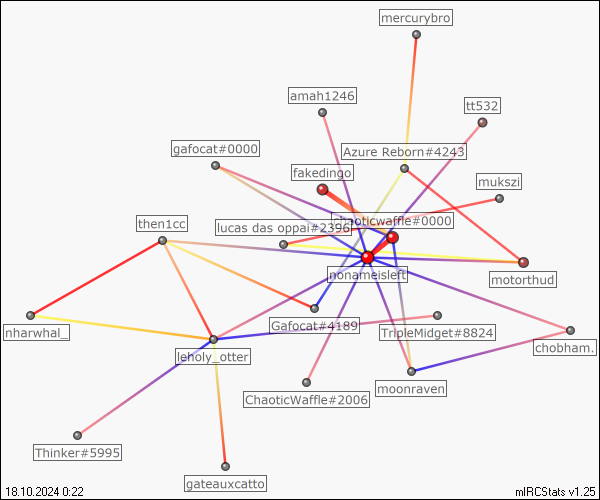 mercurybro
amah1246
tt532
gafocat#0000
Azure Reborn#4243
fakedingo
mukszi
then1cc
lucas das oppai#2396
chaoticwaffle#0000
nonameisleft
motorthud
nharwhal_
Gafocat#4189
TripleMidget#8824
leholy_otter
chobham.
moonraven
ChaoticWaffle#2006
Thinker#5995
gateauxcatto
18.10.2024 0:22
mIRCStats v1.25